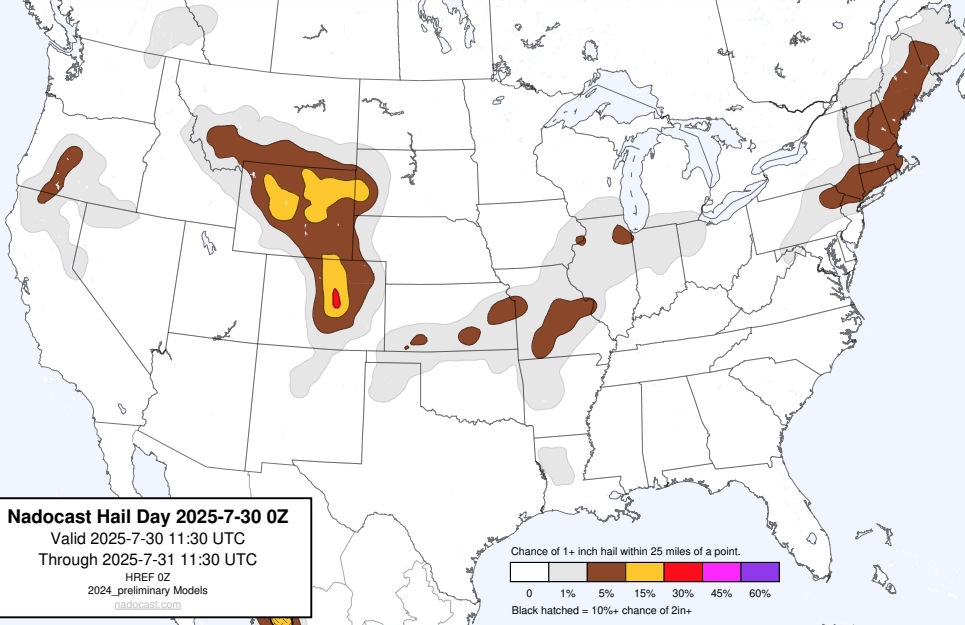 Nadocast Hail Day 2025-7-30 0Z
Valid 2025-7-30 11:30 UTC
Through 2025-7-31 11:30 UTC
HREF 0Z
2024_preliminary Models
nadocast.com
Chance of 1+ inch hail within 25 miles of a point.
0 1% 5% 15% 30% 45% 60%
Black hatched = 10%+ chance of 2in+